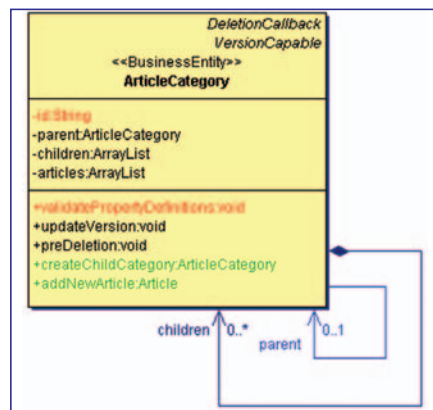 DeletionCallback
VersionCapable
<<BusinessEntity>>
ArticleCategory
-id:String
-parent:ArticleCategory
-children:ArrayList
-articles:ArrayList
+validatePropertyDefinitions:void
+updateVersion:void
+preDeletion:void
+createChildCategory:ArticleCategory
+addNewArticle:Article
children 0..*
0..1
parent